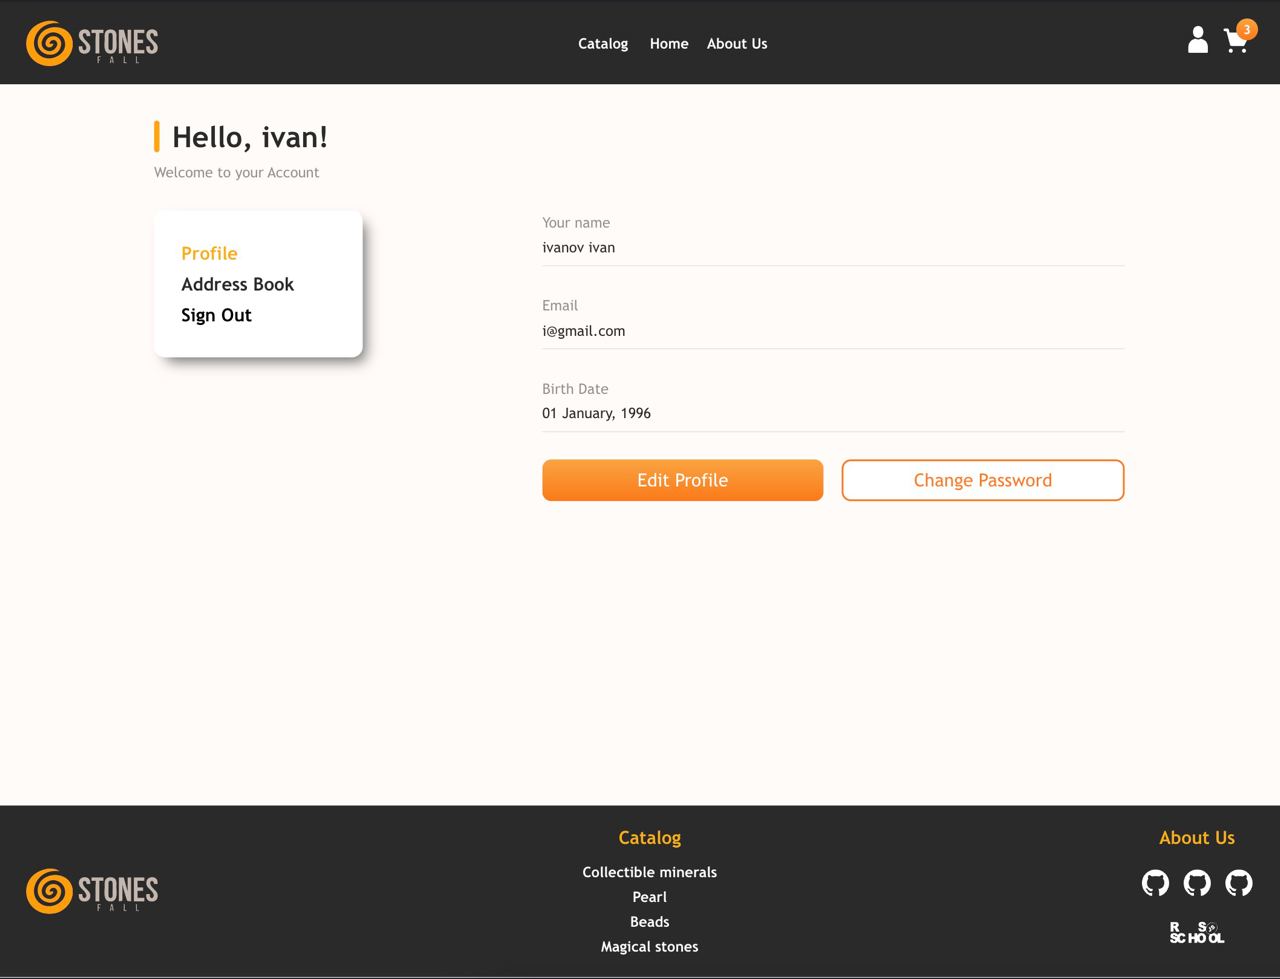 STONES
FALL
Catalog Home About Us
3
Hello, ivan!
Welcome to your Account
Profile
Address Book
Sign Out
Your name
ivanov ivan
Email
i@gmail.com
Birth Date
01 January, 1996
Edit Profile Change Password
STONES
FALL
Catalog
Collectible minerals
Pearl
Beads
Magical stones
About Us
RS
SCHOOL